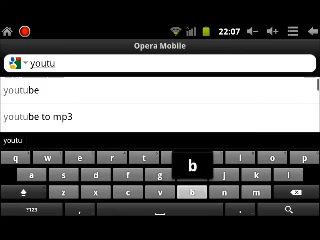 22:07
Opera Mobile
youtu
youtube
youtube to mp3
youtu
q w e r t i o p
b
a s d f g j k l
z x c v b n m
?123 , .